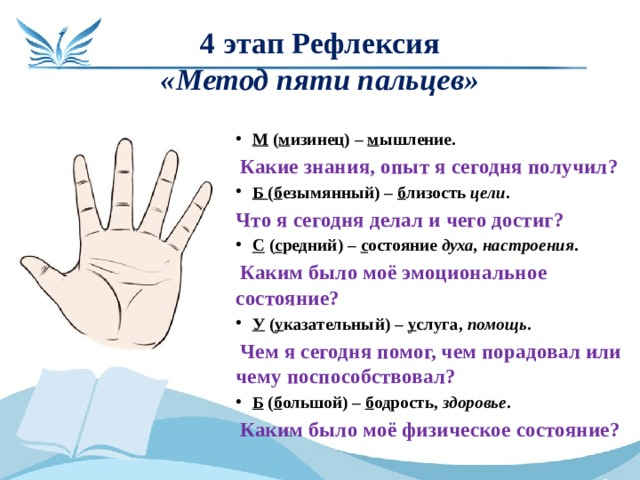 4 этап Рефлексия
«Метод пяти пальцев»
• М (мизинец) – мышление.
Какие знания, опыт я сегодня получил?
• Б (безымянный) – близость цели.
Что я сегодня делал и чего достиг?
• С (средний) – состояние духа, настроения.
Каким было моё эмоциональное
состояние?
• У (указательный) – услуга, помощь.
Чем я сегодня помог, чем порадовал или
чему поспособствовал?
• Б (большой) – бодрость, здоровье.
Каким было моё физическое состояние?